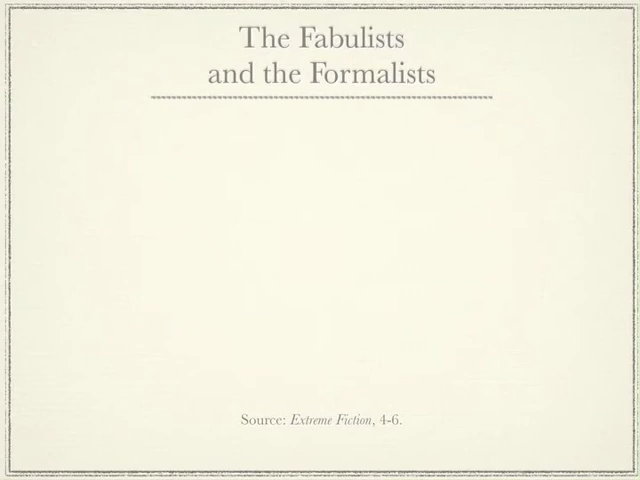 The Fabulists
and the Formalists
Source: Extreme Fiction, 4-6.